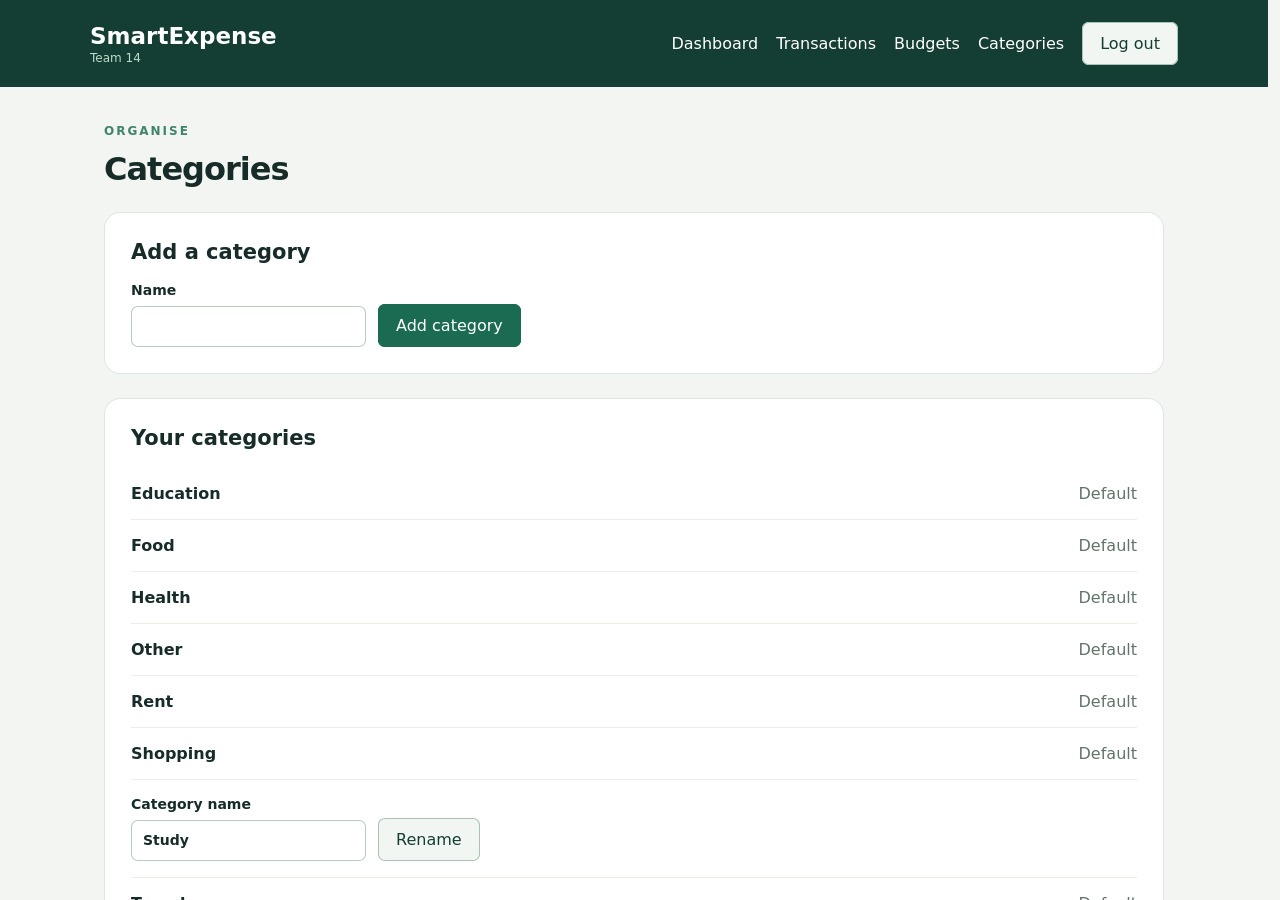 SmartExpense
Team 14
Dashboard Transactions Budgets Categories Log out
ORGANISE
Categories
Add a category
Name
Add category
Your categories
Education Default
Food Default
Health Default
Other Default
Rent Default
Shopping Default
Category name
Study Rename